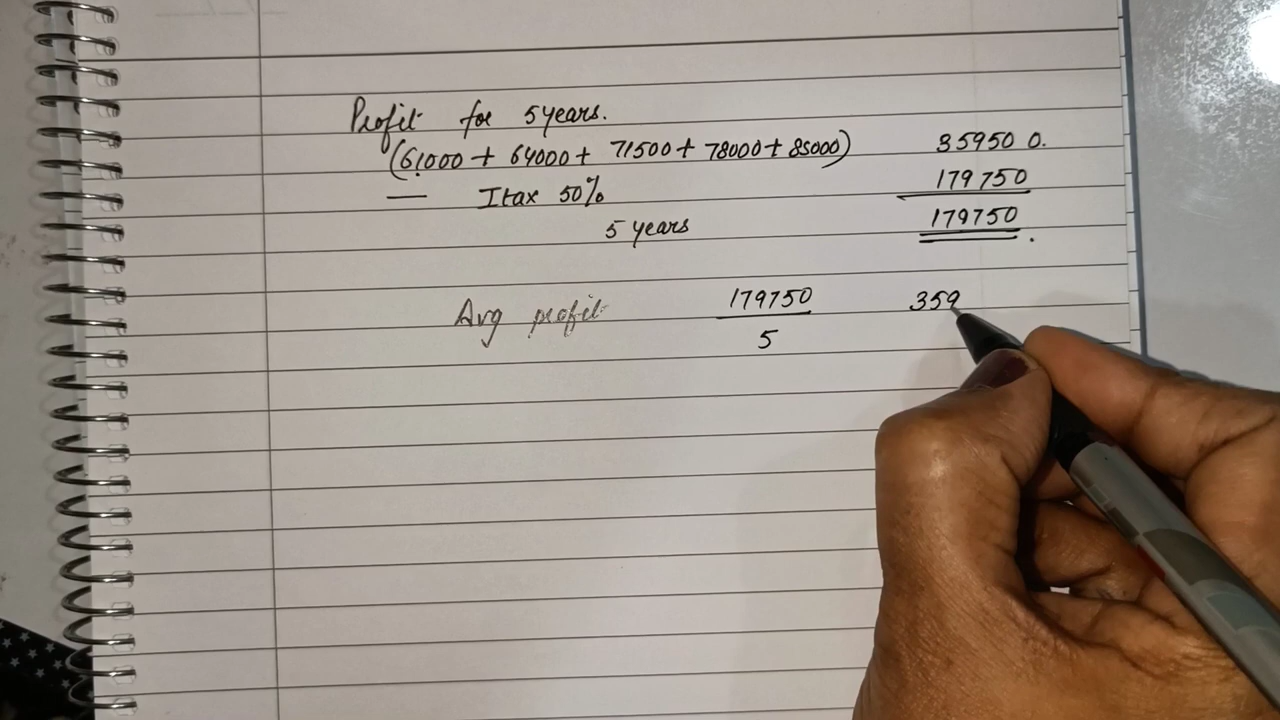 Profit for 5 years.
(61000 + 64000 + 71500 + 78000 + 85000) 359500.
— Itax 50% 179750
5 years 179750.
Avg profit 179750 359
5